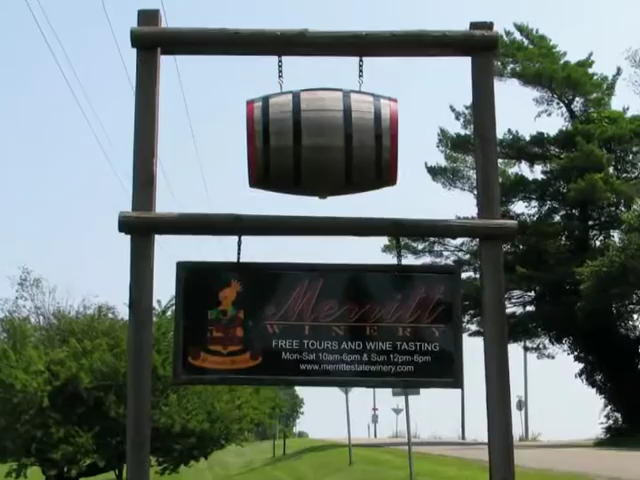 Merritt
WINERY
FREE TOURS AND WINE TASTING
Mon-Sat 10am-6pm & Sun 12pm-6pm
www.merrittestatewinery.com